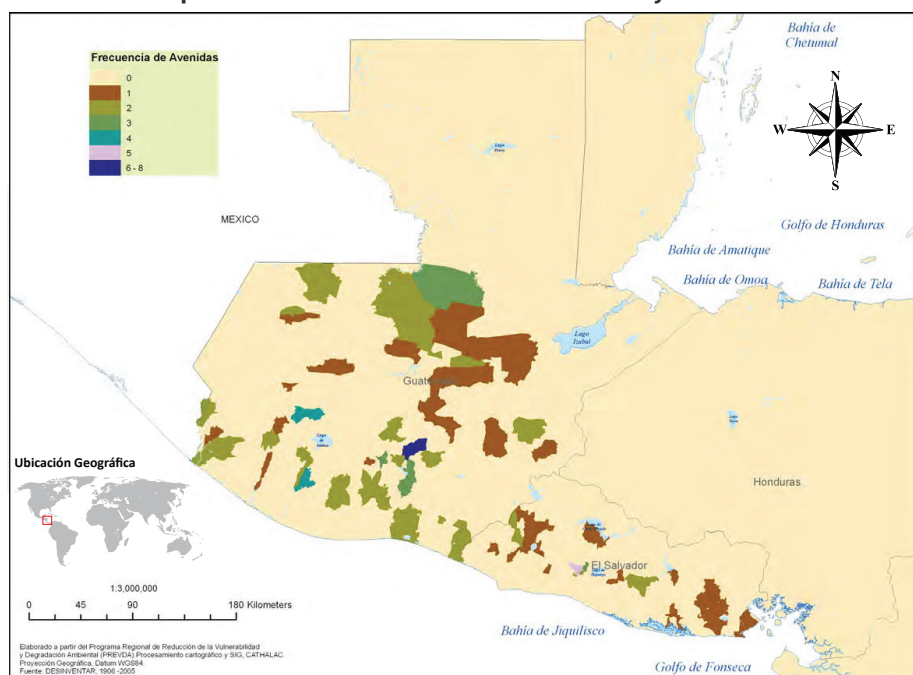 Frecuencia de Avenidas
0
1
2
3
4
5
6 - 8
Bahía de
Chetumal
N
W
E
S
MEXICO
Golfo de Honduras
Bahía de Amatique
Bahía de Omoa
Bahía de Tela
Lago
Izabal
Ubicación Geográfica
Honduras
El Salvador
1:3,000,000
0 45 90 180 Kilometers
Bahía de Jiquilisco
Golfo de Fonseca
Elaborado a partir del Programa Regional de Reducción de la Vulnerabilidad
y Degradación Ambiental (PREVDA) Procesamiento cartográfico y SIG, CATHALAC.
Proyección Geográfica, Datum WGS84.
Fuente: DESINVENTAR, 1906 -2005